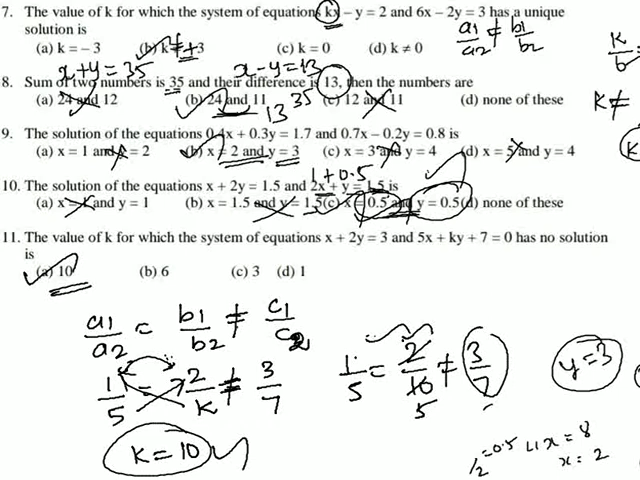 7. The value of k for which the system of equations kx – y = 2 and 6x – 2y = 3 has a unique
solution is
(a) k = – 3 (b) k ≠ 3 (c) k = 0 (d) k ≠ 0
a1/a2 ≠ b1/b2
k/6 =
x+y = 35 x-y = 13
8. Sum of two numbers is 35 and their difference is 13, then the numbers are
(a) 24 and 12 (b) 24 and 11 (c) 12 and 11 (d) none of these
13 35
k ≠
9. The solution of the equations 0.4x + 0.3y = 1.7 and 0.7x – 0.2y = 0.8 is
(a) x = 1 and y = 2 (b) x = 2 and y = 3 (c) x = 3 and y = 4 (d) x = 5 and y = 4
1+0.5
10. The solution of the equations x + 2y = 1.5 and 2x + y = 1.5 is
(a) x = 1 and y = 1 (b) x = 1.5 and y = 1.5 (c) x = 0.5 and y = 0.5 (d) none of these
11. The value of k for which the system of equations x + 2y = 3 and 5x + ky + 7 = 0 has no solution
is
(a) 10 (b) 6 (c) 3 (d) 1
a1/a2 = b1/b2 ≠ c1/c2
1/5 = 2/k ≠ 3/7
1/5 = 2/10 ≠ 3/7
5
y = 3
k = 10
1/2 = 0.5
x = 8
x = 2